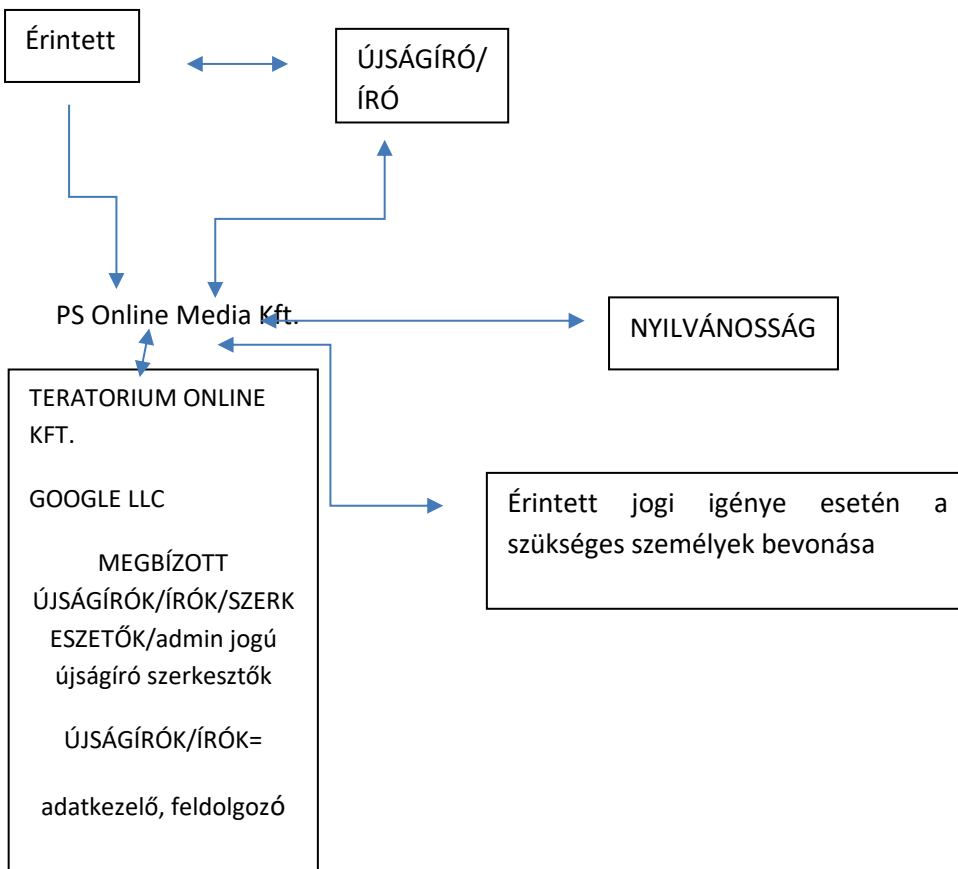 Érintett
ÚJSÁGÍRÓ/
ÍRÓ
PS Online Media Kft.
NYILVÁNOSSÁG
TERATORIUM ONLINE
KFT.
GOOGLE LLC
MEGBÍZOTT
ÚJSÁGÍRÓK/ÍRÓK/SZERK
ESZETŐK/admin jogú
újságíró szerkesztők
ÚJSÁGÍRÓK/ÍRÓK=
adatkezelő, feldolgozó
Érintett jogi igénye esetén a
szükséges személyek bevonása